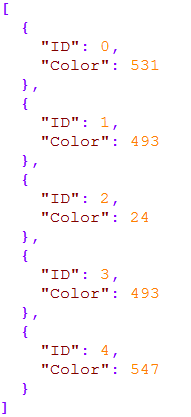 [
  {
    "ID": 0,
    "Color": 531
  },
  {
    "ID": 1,
    "Color": 493
  },
  {
    "ID": 2,
    "Color": 24
  },
  {
    "ID": 3,
    "Color": 493
  },
  {
    "ID": 4,
    "Color": 547
  }
]